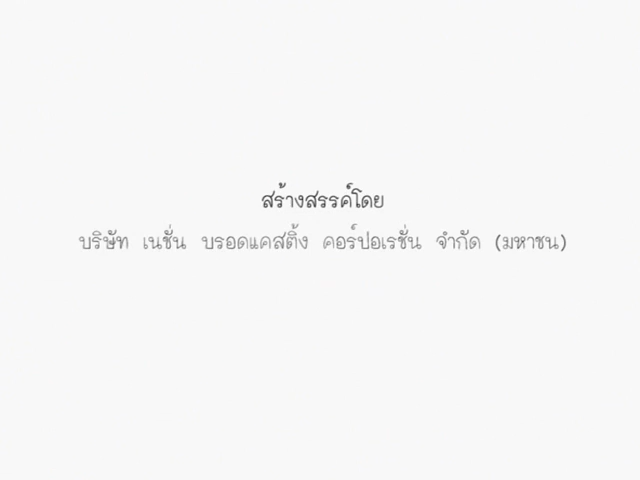 สร้างสรรค์โดย
บริษัท เนชั่น บรอดแคสติ้ง คอร์ปอเรชั่น จำกัด (มหาชน)